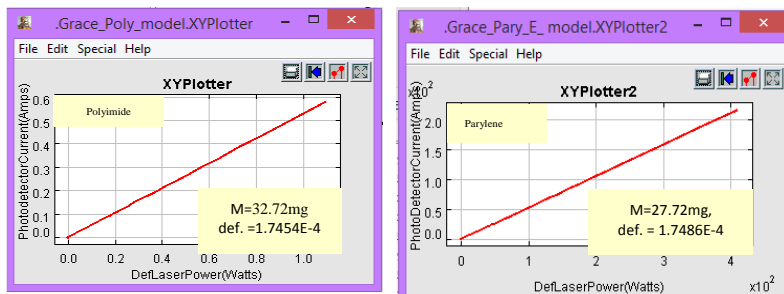 .Grace_Poly_model.XYPlotter
File Edit Special Help
XYPlotter
PhotodetectorCurrent(Amps)
0.6
0.5
0.4
0.3
0.2
0.1
0.0
Polyimide
M=32.72mg
def. =1.7454E-4
0.0 0.2 0.4 0.6 0.8 1.0
DefLaserPower(Watts)
.Grace_Pary_E_ model.XYPlotter2
File Edit Special Help
x10²
XYPlotter2
PhotoDetectorCurrent(Amps)
2.0
1.5
1.0
0.5
0.0
Parylene
M=27.72mg,
def. = 1.7486E-4
0 1 2 3 4
DefLaserPower(Watts)
x10²